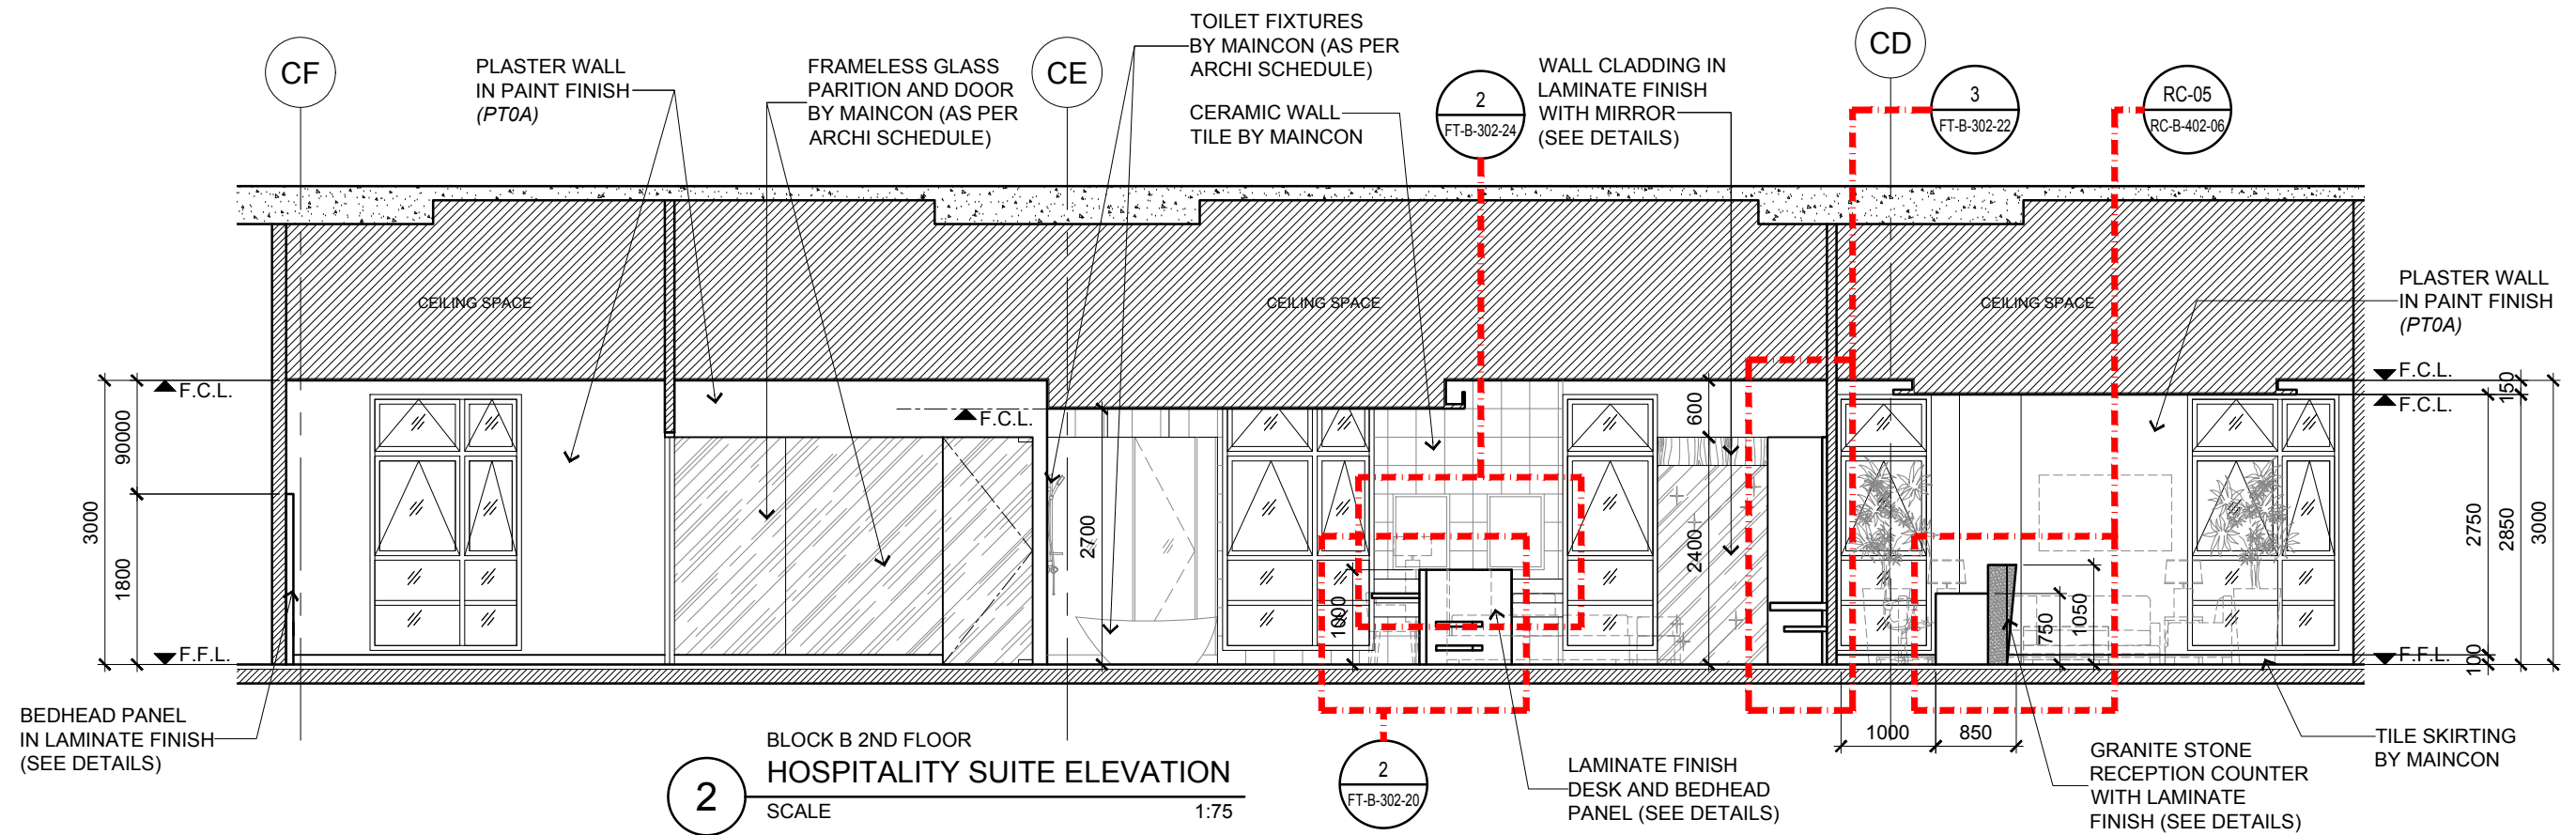 CF
PLASTER WALL
IN PAINT FINISH
(PT0A)
FRAMELESS GLASS
PARITION AND DOOR
BY MAINCON (AS PER
ARCHI SCHEDULE)
CE
TOILET FIXTURES
BY MAINCON (AS PER
ARCHI SCHEDULE)
CERAMIC WALL
TILE BY MAINCON
2
FT-B-302-24
WALL CLADDING IN
LAMINATE FINISH
WITH MIRROR
(SEE DETAILS)
CD
3
FT-B-302-22
RC-05
RC-B-402-06
CEILING SPACE
CEILING SPACE
CEILING SPACE
PLASTER WALL
IN PAINT FINISH
(PT0A)
F.C.L.
F.C.L.
F.C.L.
F.C.L.
3000
90000
1800
2700
1000
600
2400
750
1050
150
2750
2850
3000
100
F.F.L.
F.F.L.
1000
850
BEDHEAD PANEL
IN LAMINATE FINISH
(SEE DETAILS)
2
BLOCK B 2ND FLOOR
HOSPITALITY SUITE ELEVATION
SCALE 1:75
2
FT-B-302-20
LAMINATE FINISH
DESK AND BEDHEAD
PANEL (SEE DETAILS)
GRANITE STONE
RECEPTION COUNTER
WITH LAMINATE
FINISH (SEE DETAILS)
TILE SKIRTING
BY MAINCON